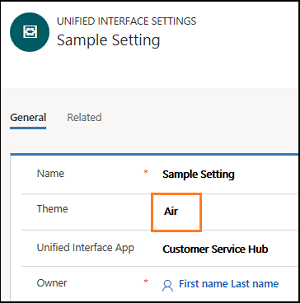 UNIFIED INTERFACE SETTINGS
Sample Setting
General Related
Name * Sample Setting
Theme Air
Unified Interface App Customer Service Hub
Owner * First name Last name